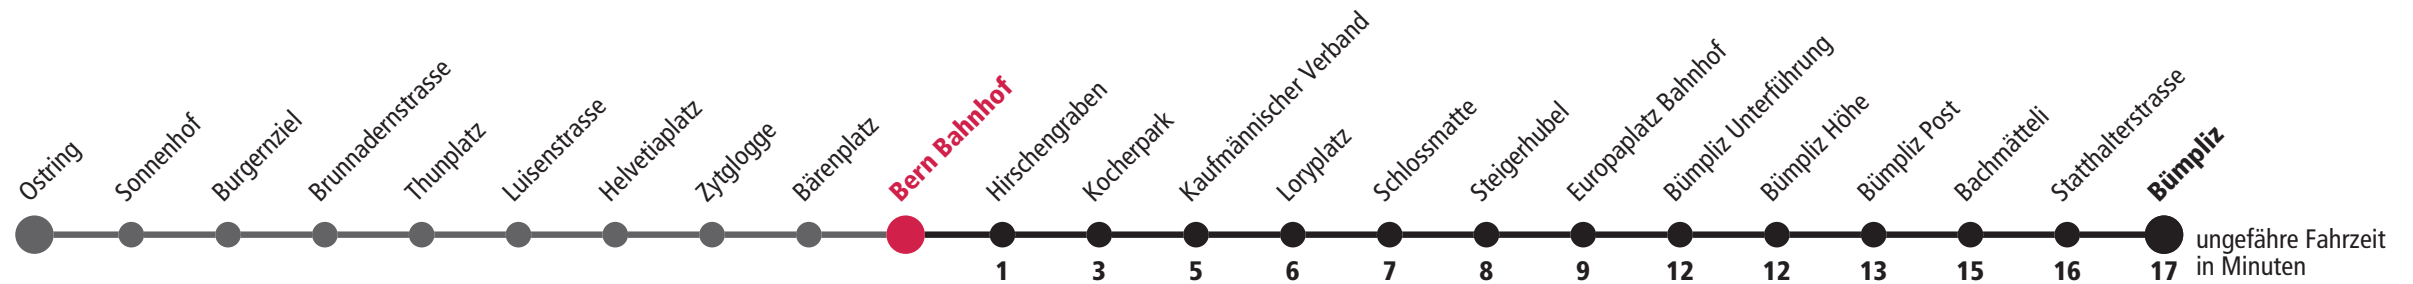 Ostring
Sonnenhof
Burgernziel
Brunnadernstrasse
Thunplatz
Luisenstrasse
Helvetiaplatz
Zytglogge
Bärenplatz
Bern Bahnhof
Hirschengraben
Kocherpark
Kaufmännischer Verband
Loryplatz
Schlossmatte
Steigerhubel
Europaplatz Bahnhof
Bümpliz Unterführung
Bümpliz Höhe
Bümpliz Post
Bachmätteli
Statthalterstrasse
Bümpliz
1 3 5 6 7 8 9 12 12 13 15 16 17
ungefähre Fahrzeit
in Minuten